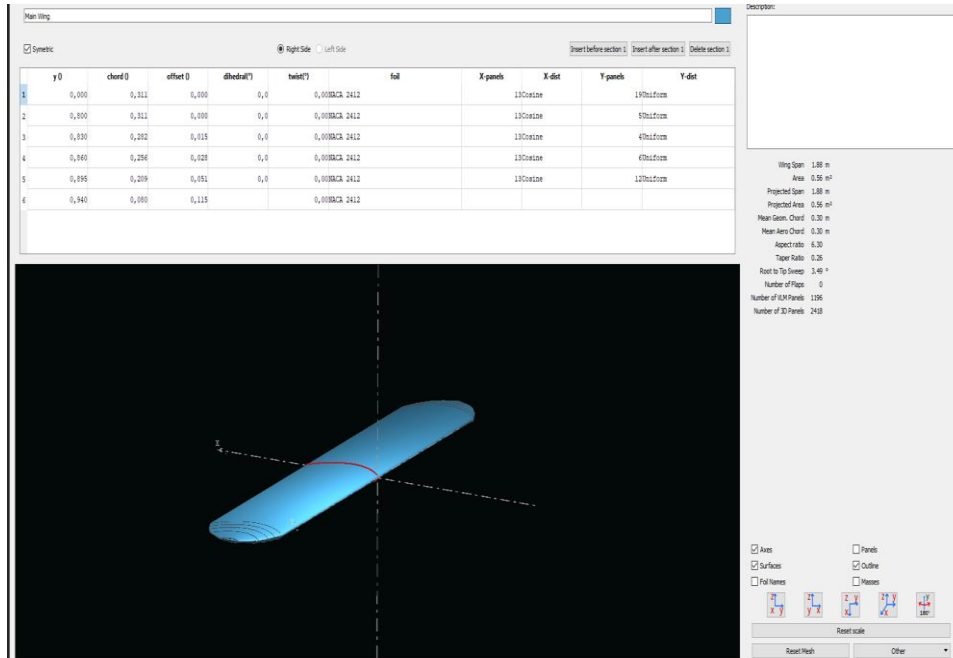 Description:
Main Wing
Symetric
Right Side Left Side
Insert before section 1 Insert after section 1 Delete section 1
y () chord () offset () dihedral(°) twist(°) foil X-panels X-dist Y-panels Y-dist
1 0,000 0,311 0,000 0,0 0,00 NACA 2412 13 Cosine 19 Uniform
2 0,800 0,311 0,000 0,0 0,00 NACA 2412 13 Cosine 5 Uniform
3 0,830 0,282 0,015 0,0 0,00 NACA 2412 13 Cosine 4 Uniform
4 0,860 0,256 0,028 0,0 0,00 NACA 2412 13 Cosine 6 Uniform
5 0,895 0,209 0,051 0,0 0,00 NACA 2412 13 Cosine 12 Uniform
6 0,940 0,080 0,115 0,00 NACA 2412
Wing Span 1.88 m
Area 0.56 m²
Projected Span 1.88 m
Projected Area 0.56 m²
Mean Geom. Chord 0.30 m
Mean Aero Chord 0.30 m
Aspect ratio 6.30
Taper Ratio 0.26
Root to Tip Sweep 3.49 °
Number of Flaps 0
Number of VLM Panels 1196
Number of 3D Panels 2418
X
Axes Panels
Surfaces Outline
Foil Names Masses
z x y
z y x
z y x
z y x
y 180°
Reset scale
Reset Mesh Other